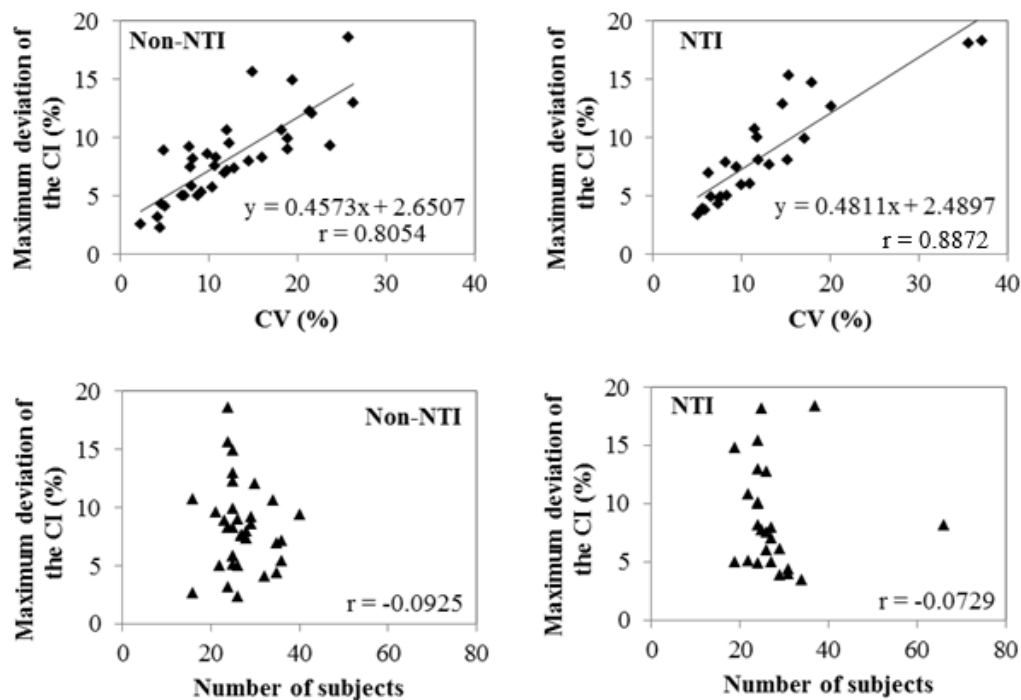 Maximum deviation of
the CI (%)
20
15
10
5
0
Non-NTI
y = 0.4573x + 2.6507
r = 0.8054
0 10 20 30 40
CV (%)
Maximum deviation of
the CI (%)
20
15
10
5
0
NTI
y = 0.4811x + 2.4897
r = 0.8872
0 10 20 30 40
CV (%)
Maximum deviation of
the CI (%)
20
15
10
5
0
Non-NTI
r = -0.0925
0 20 40 60 80
Number of subjects
Maximum deviation of
the CI (%)
20
15
10
5
0
NTI
r = -0.0729
0 20 40 60 80
Number of subjects